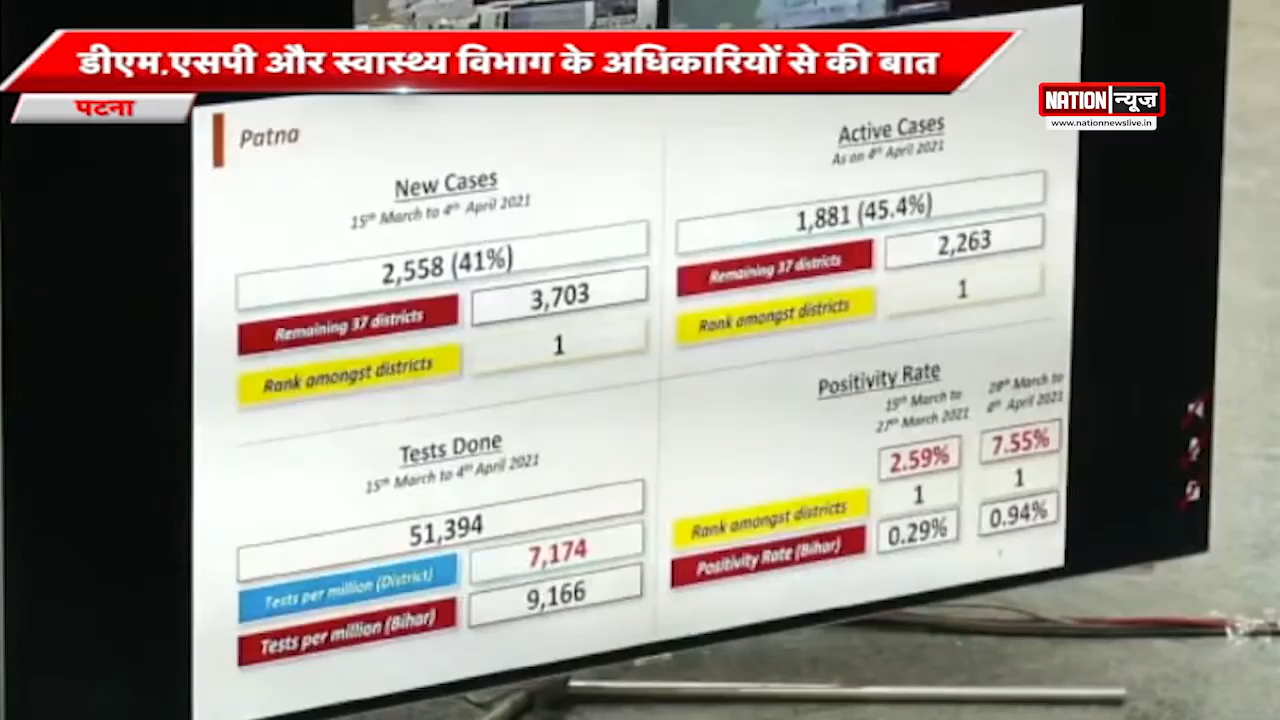 डीएम.एसपी और स्वास्थ्य विभाग के अधिकारियों से की बात
पटना
NATION न्यूज़
www.nationnewslive.in
Patna
New Cases
15th March to 4th April 2021
2,558 (41%)
Remaining 37 districts 3,703
Rank amongst districts 1
Active Cases
As on 4th April 2021
1,881 (45.4%)
Remaining 37 districts 2,263
Rank amongst districts 1
Tests Done
15th March to 4th April 2021
51,394
Tests per million (District) 7,174
Tests per million (Bihar) 9,166
Positivity Rate
15th March to 27th March 2021
28th March to 4th April 2021
2.59% 7.55%
Rank amongst districts 1 1
Positivity Rate (Bihar) 0.29% 0.94%